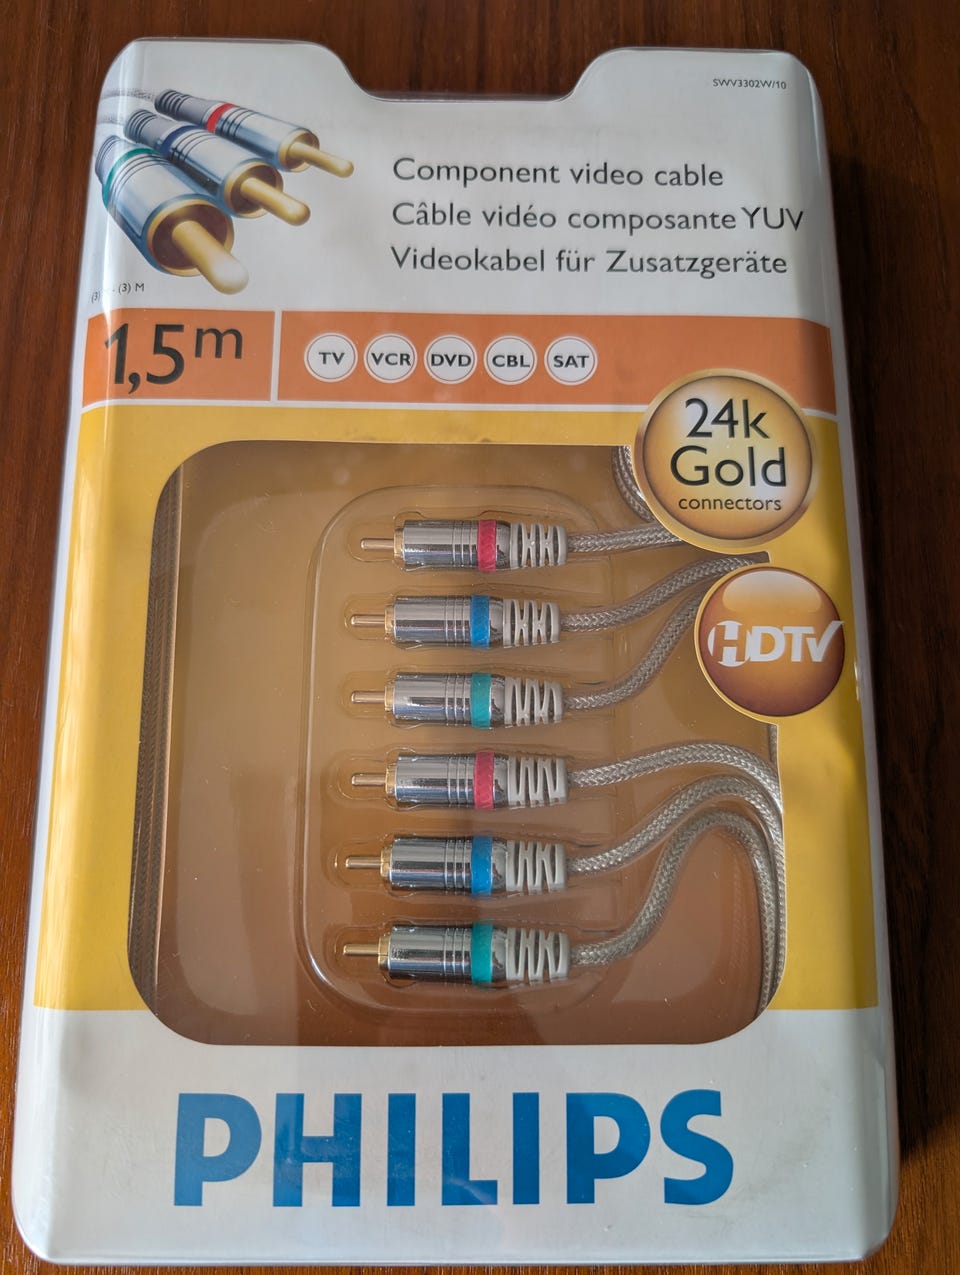 SWV3302W/10
Component video cable
Câble vidéo composante YUV
Videokabel für Zusatzgeräte
(3) M
1,5m
TV VCR DVD CBL SAT
24k
Gold
connectors
HDTV
PHILIPS